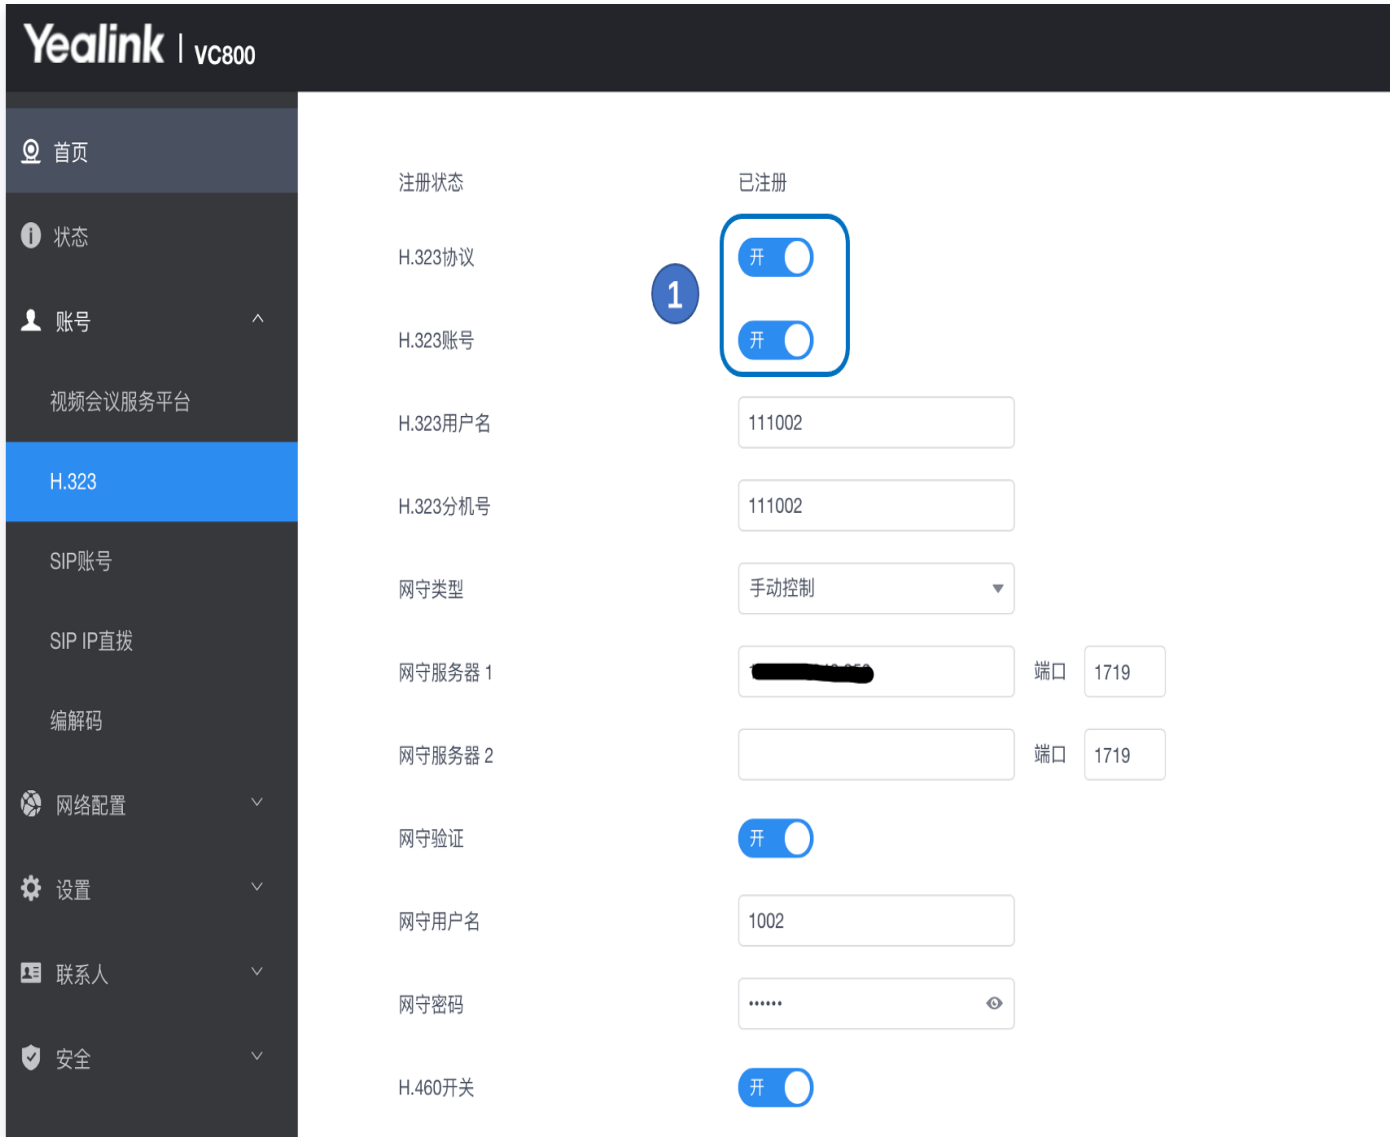 Yealink | VC800
首页
状态
账号
视频会议服务平台
H.323
SIP账号
SIP IP直拨
编解码
网络配置
设置
联系人
安全
注册状态 已注册
H.323协议 开
1
H.323账号 开
H.323用户名 111002
H.323分机号 111002
网守类型 手动控制
网守服务器 1 端口 1719
网守服务器 2 端口 1719
网守验证 开
网守用户名 1002
网守密码 ••••••
H.460开关 开